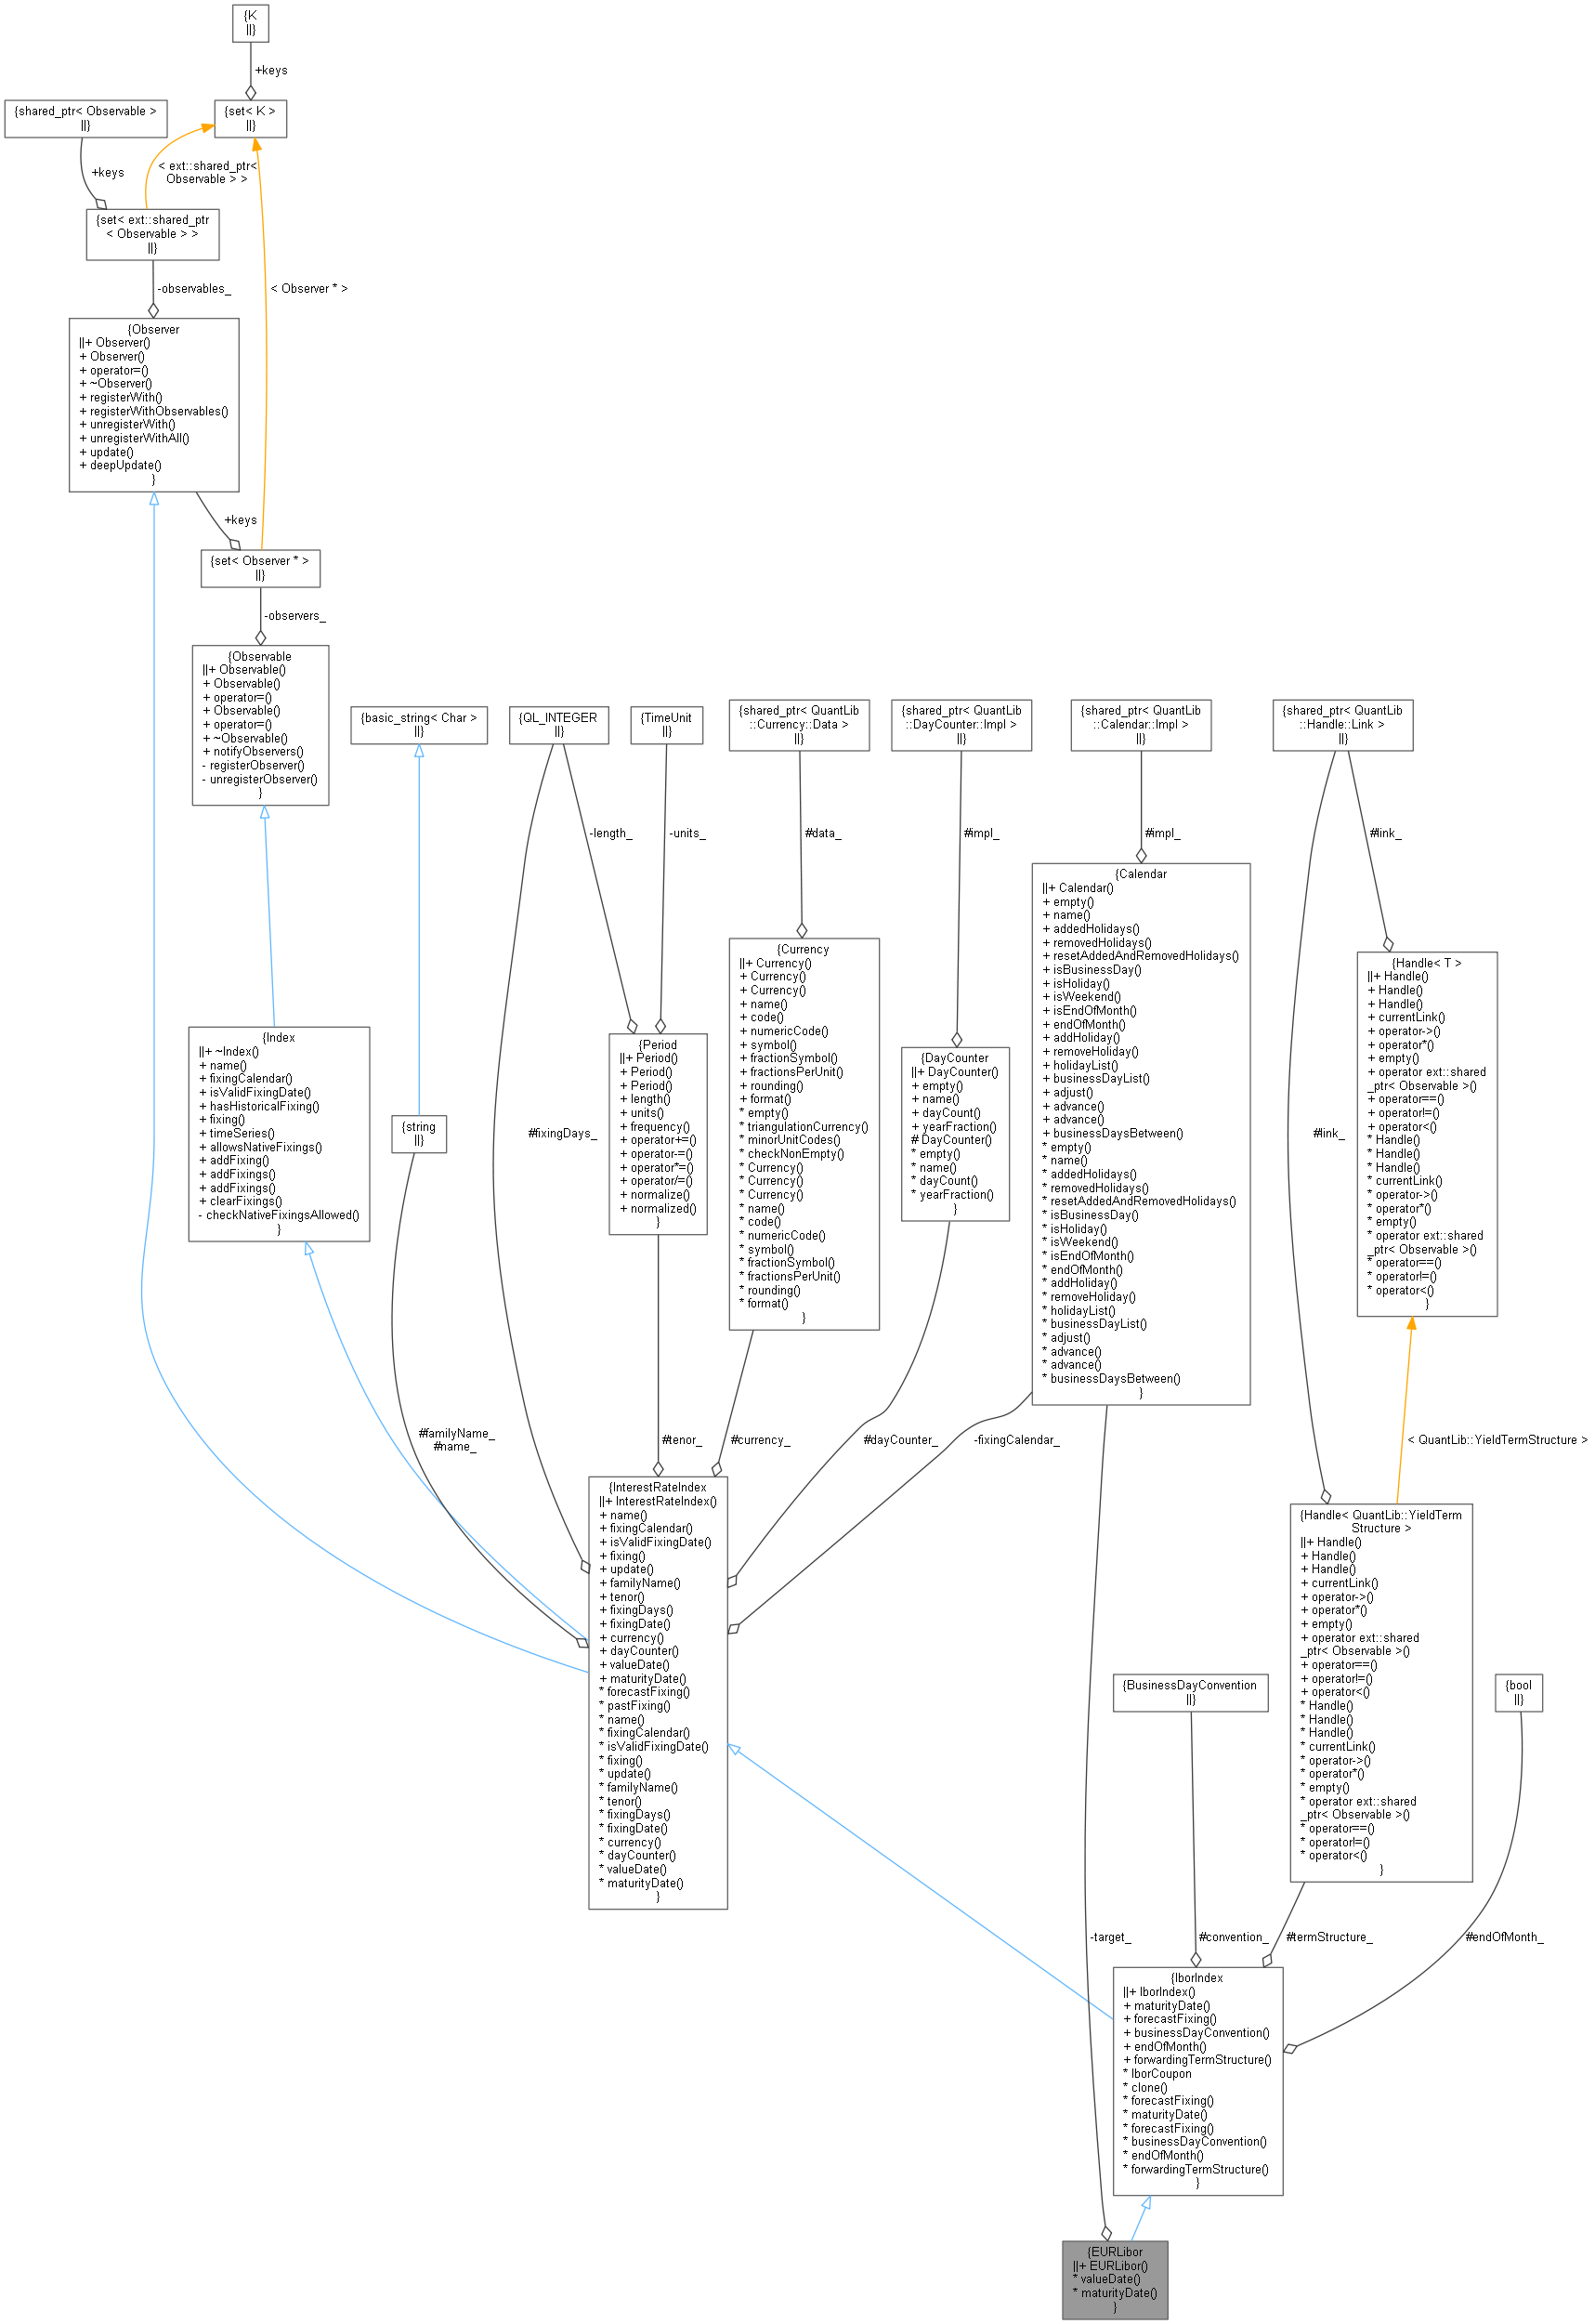 {K
||}
+keys
{shared_ptr< Observable >
||}
{set< K >
||}
+keys
< ext::shared_ptr<
Observable > >
{set< ext::shared_ptr
< Observable > >
||}
-observables_
< Observer * >
{Observer
||+ Observer()
+ Observer()
+ operator=()
+ ~Observer()
+ registerWith()
+ registerWithObservables()
+ unregisterWith()
+ unregisterWithAll()
+ update()
+ deepUpdate()
}
+keys
{set< Observer * >
||}
-observers_
{Observable
||+ Observable()
+ Observable()
+ operator=()
+ Observable()
+ operator=()
+ ~Observable()
+ notifyObservers()
- registerObserver()
- unregisterObserver()
}
{basic_string< Char >
||}
{QL_INTEGER
||}
{TimeUnit
||}
{shared_ptr< QuantLib
::Currency::Data >
||}
{shared_ptr< QuantLib
::DayCounter::Impl >
||}
{shared_ptr< QuantLib
::Calendar::Impl >
||}
{shared_ptr< QuantLib
::Handle::Link >
||}
-length_
-units_
#data_
#impl_
#impl_
#link_
{Index
||+ ~Index()
+ name()
+ fixingCalendar()
+ isValidFixingDate()
+ hasHistoricalFixing()
+ fixing()
+ timeSeries()
+ allowsNativeFixings()
+ addFixing()
+ addFixings()
+ addFixings()
+ clearFixings()
- checkNativeFixingsAllowed()
}
{string
||}
#fixingDays_
{Period
||+ Period()
+ Period()
+ Period()
+ length()
+ units()
+ frequency()
+ operator+=()
+ operator-=()
+ operator*=()
+ operator/=()
+ normalize()
+ normalized()
}
{Currency
||+ Currency()
+ Currency()
+ Currency()
+ name()
+ code()
+ numericCode()
+ symbol()
+ fractionSymbol()
+ fractionsPerUnit()
+ rounding()
+ format()
* empty()
* triangulationCurrency()
* minorUnitCodes()
* checkNonEmpty()
* Currency()
* Currency()
* Currency()
* name()
* code()
* numericCode()
* symbol()
* fractionSymbol()
* fractionsPerUnit()
* rounding()
* format()
}
{DayCounter
||+ DayCounter()
+ empty()
+ name()
+ dayCount()
+ yearFraction()
# DayCounter()
* empty()
* name()
* dayCount()
* yearFraction()
}
{Calendar
||+ Calendar()
+ empty()
+ name()
+ addedHolidays()
+ removedHolidays()
+ resetAddedAndRemovedHolidays()
+ isBusinessDay()
+ isHoliday()
+ isWeekend()
+ isEndOfMonth()
+ endOfMonth()
+ addHoliday()
+ removeHoliday()
+ holidayList()
+ businessDayList()
+ adjust()
+ advance()
+ advance()
+ businessDaysBetween()
* empty()
* name()
* addedHolidays()
* removedHolidays()
* resetAddedAndRemovedHolidays()
* isBusinessDay()
* isHoliday()
* isWeekend()
* isEndOfMonth()
* endOfMonth()
* addHoliday()
* removeHoliday()
* holidayList()
* businessDayList()
* adjust()
* advance()
* advance()
* businessDaysBetween()
}
#link_
{Handle< T >
||+ Handle()
+ Handle()
+ Handle()
+ currentLink()
+ operator->()
+ operator*()
+ empty()
+ operator ext::shared
_ptr< Observable >()
+ operator==()
+ operator!=()
+ operator<()
* Handle()
* Handle()
* Handle()
* currentLink()
* operator->()
* operator*()
* empty()
* operator ext::shared
_ptr< Observable >()
* operator==()
* operator!=()
* operator<()
}
#familyName_
#name_
#tenor_
#currency_
#dayCounter_
-fixingCalendar_
< QuantLib::YieldTermStructure >
{InterestRateIndex
||+ InterestRateIndex()
+ name()
+ fixingCalendar()
+ isValidFixingDate()
+ fixing()
+ update()
+ familyName()
+ tenor()
+ fixingDays()
+ fixingDate()
+ currency()
+ dayCounter()
+ valueDate()
+ maturityDate()
* forecastFixing()
* pastFixing()
* name()
* fixingCalendar()
* isValidFixingDate()
* fixing()
* update()
* familyName()
* tenor()
* fixingDays()
* fixingDate()
* currency()
* dayCounter()
* valueDate()
* maturityDate()
}
{BusinessDayConvention
||}
{Handle< QuantLib::YieldTerm
Structure >
||+ Handle()
+ Handle()
+ Handle()
+ currentLink()
+ operator->()
+ operator*()
+ empty()
+ operator ext::shared
_ptr< Observable >()
+ operator==()
+ operator!=()
+ operator<()
* Handle()
* Handle()
* Handle()
* currentLink()
* operator->()
* operator*()
* empty()
* operator ext::shared
_ptr< Observable >()
* operator==()
* operator!=()
* operator<()
}
{bool
||}
-target_
#convention_
#termStructure_
#endOfMonth_
{IborIndex
||+ IborIndex()
+ maturityDate()
+ forecastFixing()
+ businessDayConvention()
+ endOfMonth()
+ forwardingTermStructure()
* IborCoupon
* clone()
* forecastFixing()
* maturityDate()
* forecastFixing()
* businessDayConvention()
* endOfMonth()
* forwardingTermStructure()
}
{EURLibor
||+ EURLibor()
* valueDate()
* maturityDate()
}